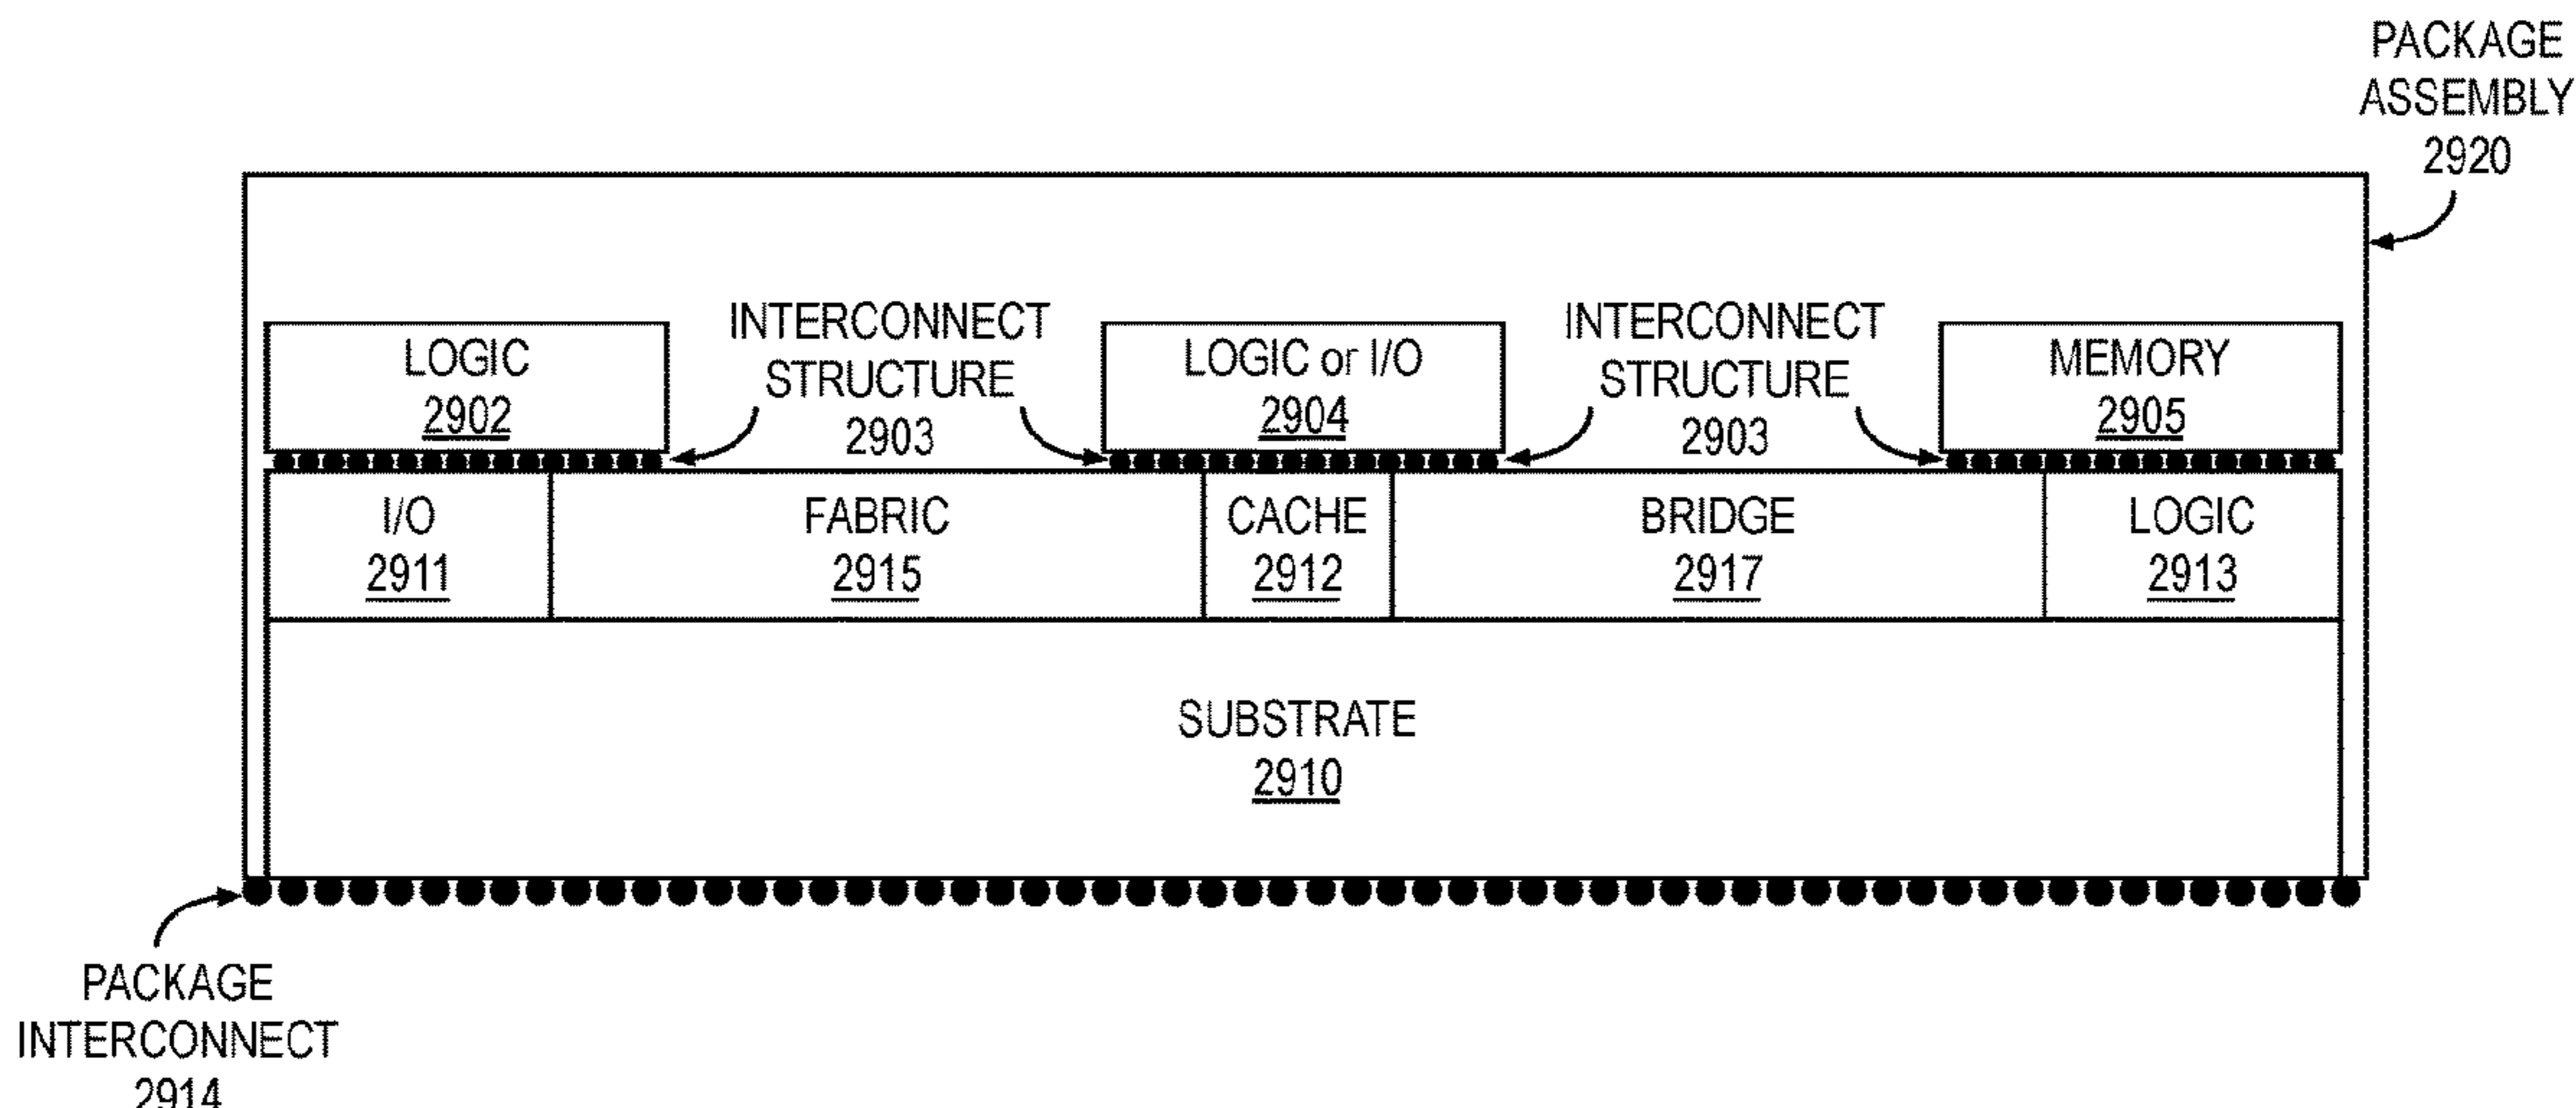 PACKAGE
ASSEMBLY
2920
LOGIC
2902
INTERCONNECT
STRUCTURE
2903
LOGIC or I/O
2904
INTERCONNECT
STRUCTURE
2903
MEMORY
2905
I/O
2911
FABRIC
2915
CACHE
2912
BRIDGE
2917
LOGIC
2913
SUBSTRATE
2910
PACKAGE
INTERCONNECT
2914